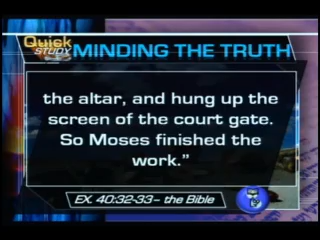 Quick
STUDY
MINDING THE TRUTH
the altar, and hung up the
screen of the court gate.
So Moses finished the
work.”
EX. 40:32-33 – the Bible